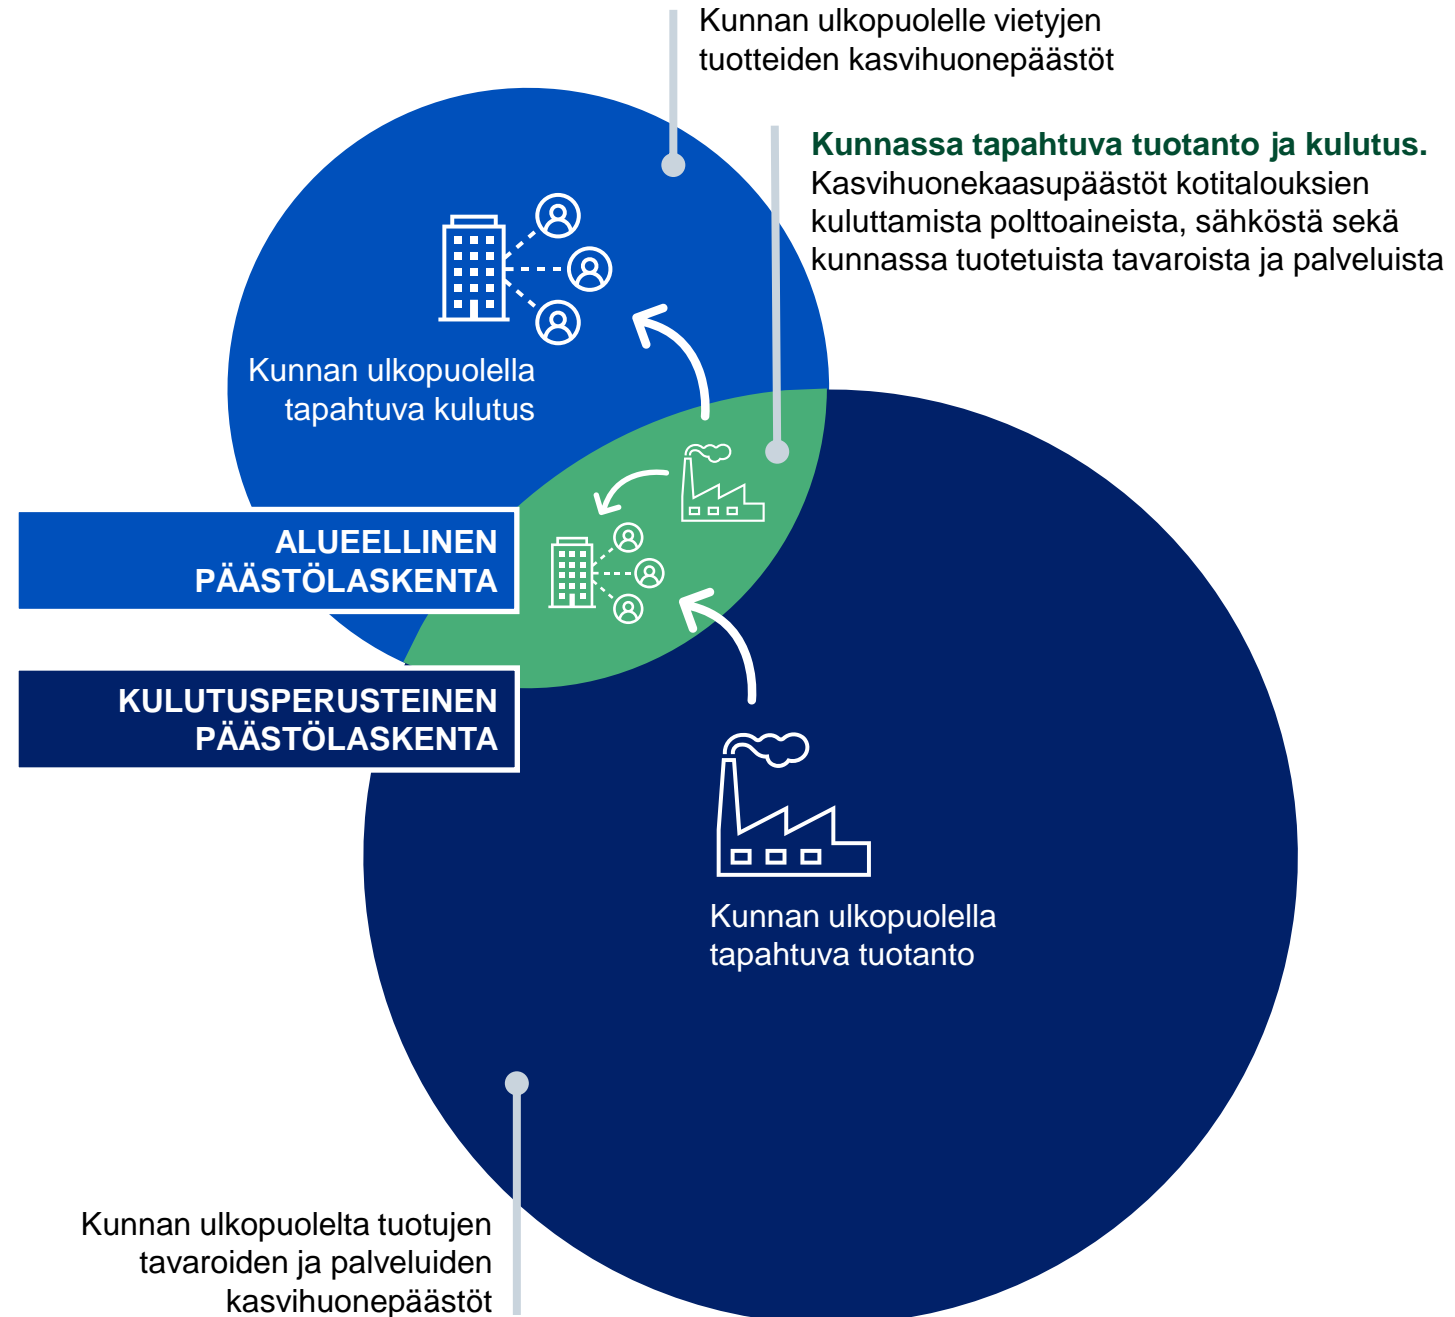 Kunnan ulkopuolelle vietyjen
tuotteiden kasvihuonepäästöt
Kunnassa tapahtuva tuotanto ja kulutus.
Kasvihuonekaasupäästöt kotitalouksien
kuluttamista polttoaineista, sähköstä sekä
kunnassa tuotetuista tavaroista ja palveluista
Kunnan ulkopuolella
tapahtuva kulutus
ALUEELLINEN
PÄÄSTÖLASKENTA
KULUTUSPERUSTEINEN
PÄÄSTÖLASKENTA
Kunnan ulkopuolella
tapahtuva tuotanto
Kunnan ulkopuolelta tuotujen
tavaroiden ja palveluiden
kasvihuonepäästöt